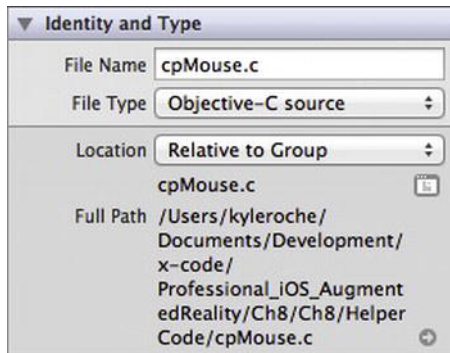 Identity and Type
File Name cpMouse.c
File Type Objective-C source
Location Relative to Group
cpMouse.c
Full Path /Users/kyleroche/
Documents/Development/
x-code/
Professional_iOS_Augment
edReality/Ch8/Ch8/Helper
Code/cpMouse.c